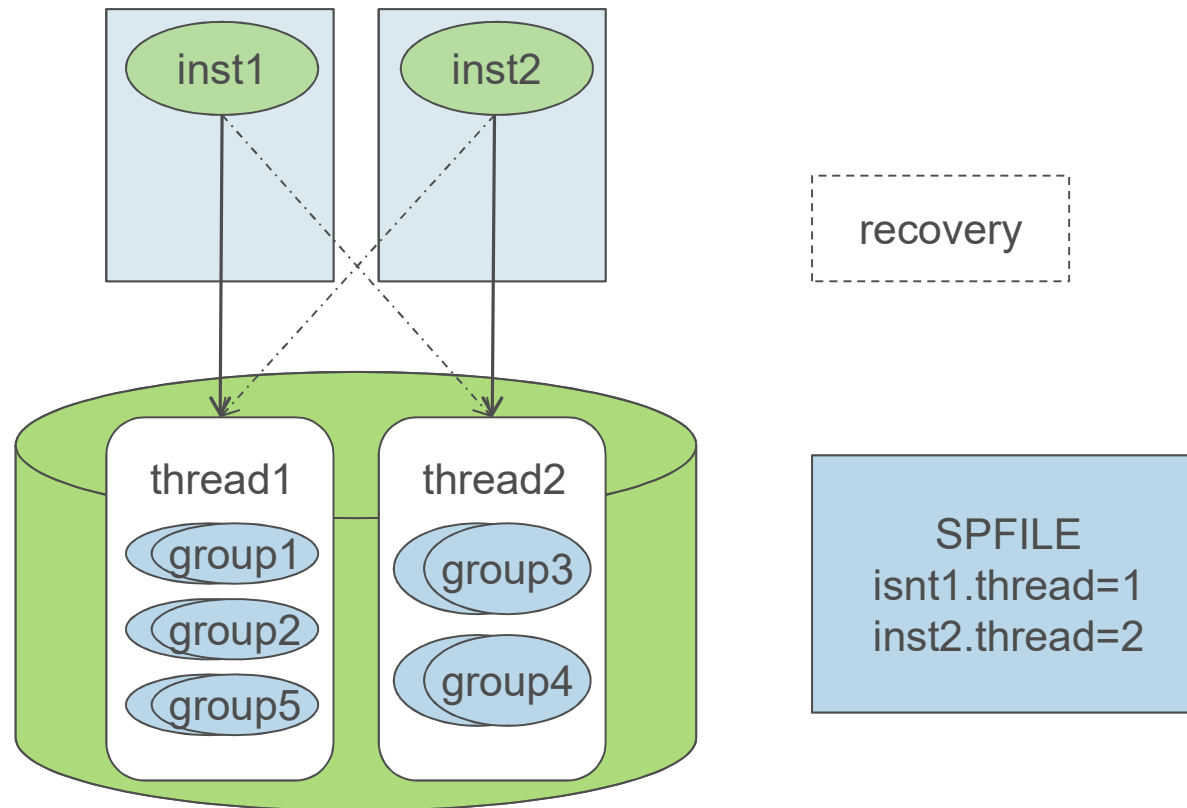 inst1
inst2
recovery
thread1
thread2
group1
group2
group5
group3
group4
SPFILE
isnt1.thread=1
inst2.thread=2